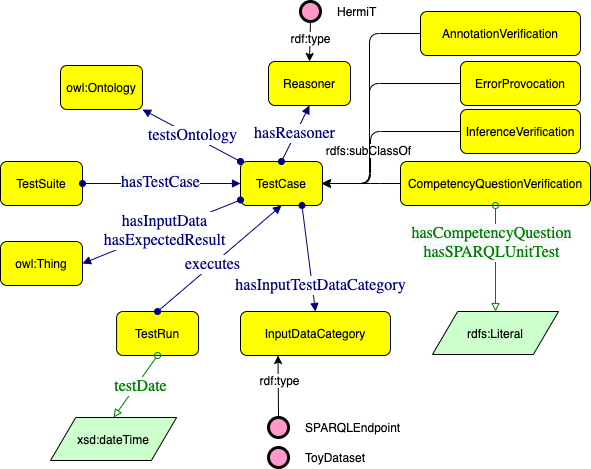 HermiT
rdf:type
AnnotationVerification
owl:Ontology
Reasoner
ErrorProvocation
testsOntology
hasReasoner
InferenceVerification
rdfs:subClassOf
TestSuite
hasTestCase
TestCase
CompetencyQuestionVerification
hasInputData
hasExpectedResult
hasCompetencyQuestion
hasSPARQLUnitTest
owl:Thing
executes
hasInputTestDataCategory
TestRun
InputDataCategory
rdfs:Literal
testDate
rdf:type
xsd:dateTime
SPARQLEndpoint
ToyDataset